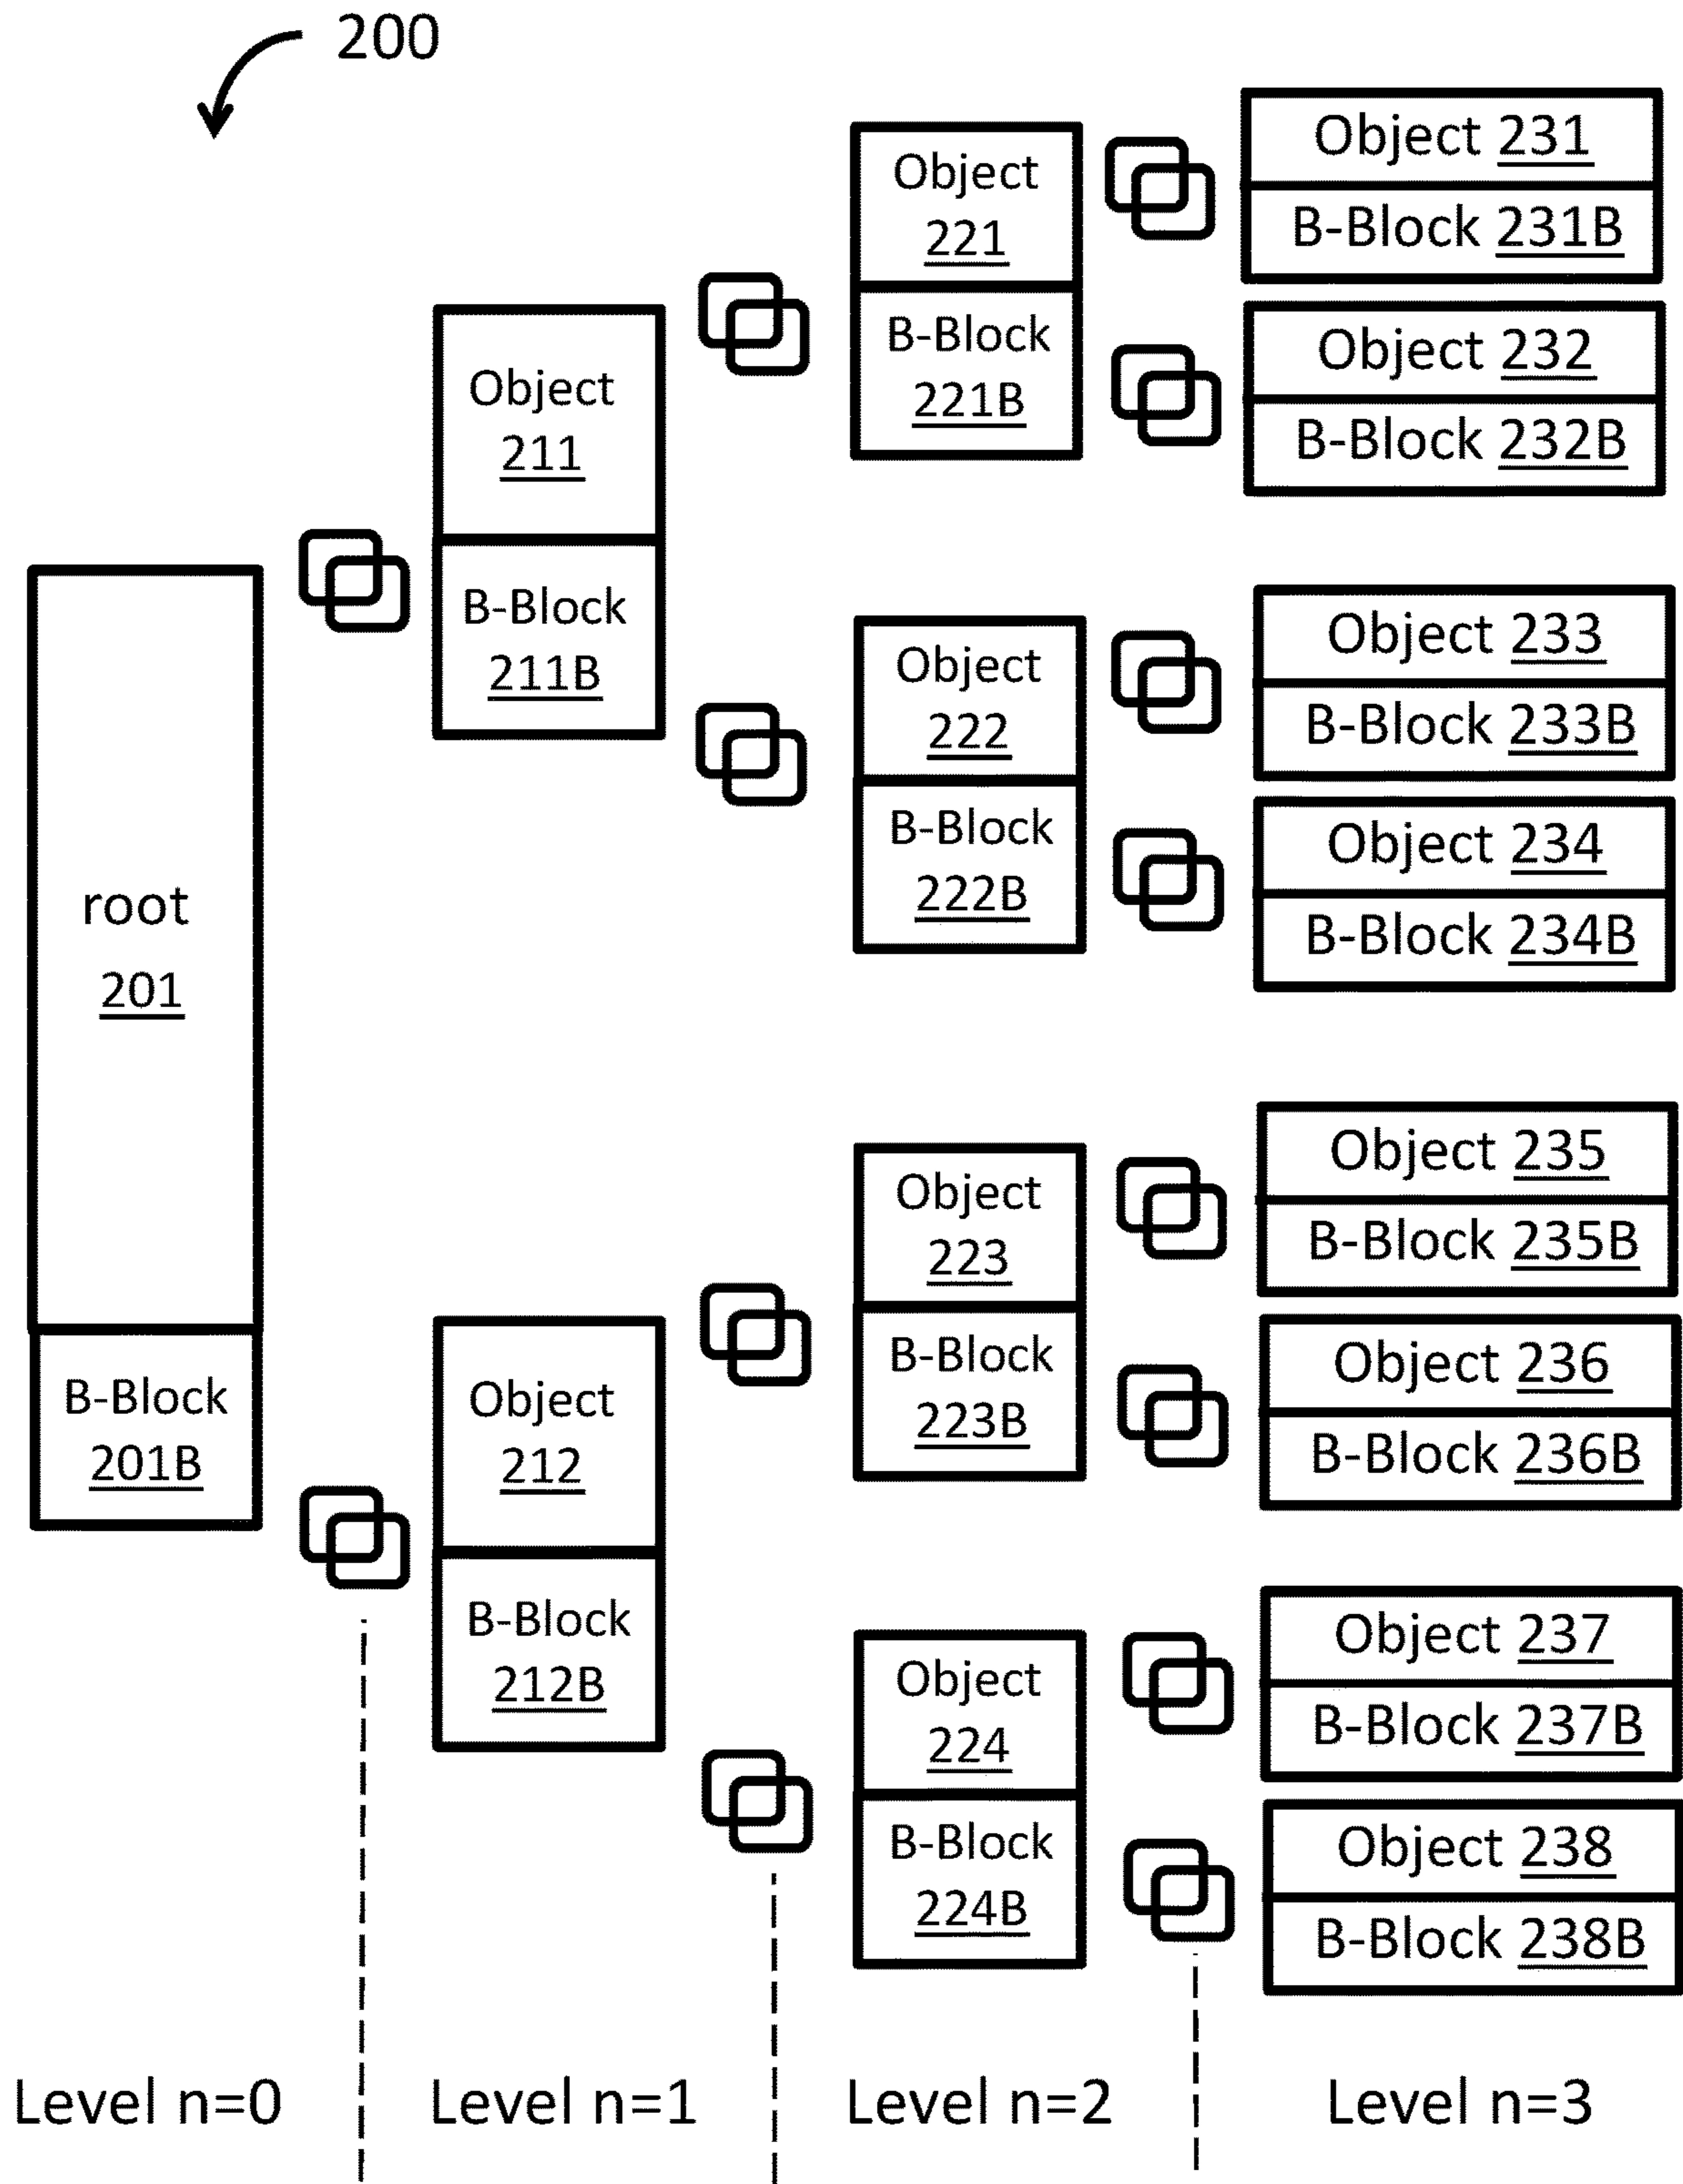 200
root
201
B-Block
201B
Object
211
B-Block
211B
Object
212
B-Block
212B
Object
221
B-Block
221B
Object
222
B-Block
222B
Object
223
B-Block
223B
Object
224
B-Block
224B
Object 231
B-Block 231B
Object 232
B-Block 232B
Object 233
B-Block 233B
Object 234
B-Block 234B
Object 235
B-Block 235B
Object 236
B-Block 236B
Object 237
B-Block 237B
Object 238
B-Block 238B
Level n=0
Level n=1
Level n=2
Level n=3